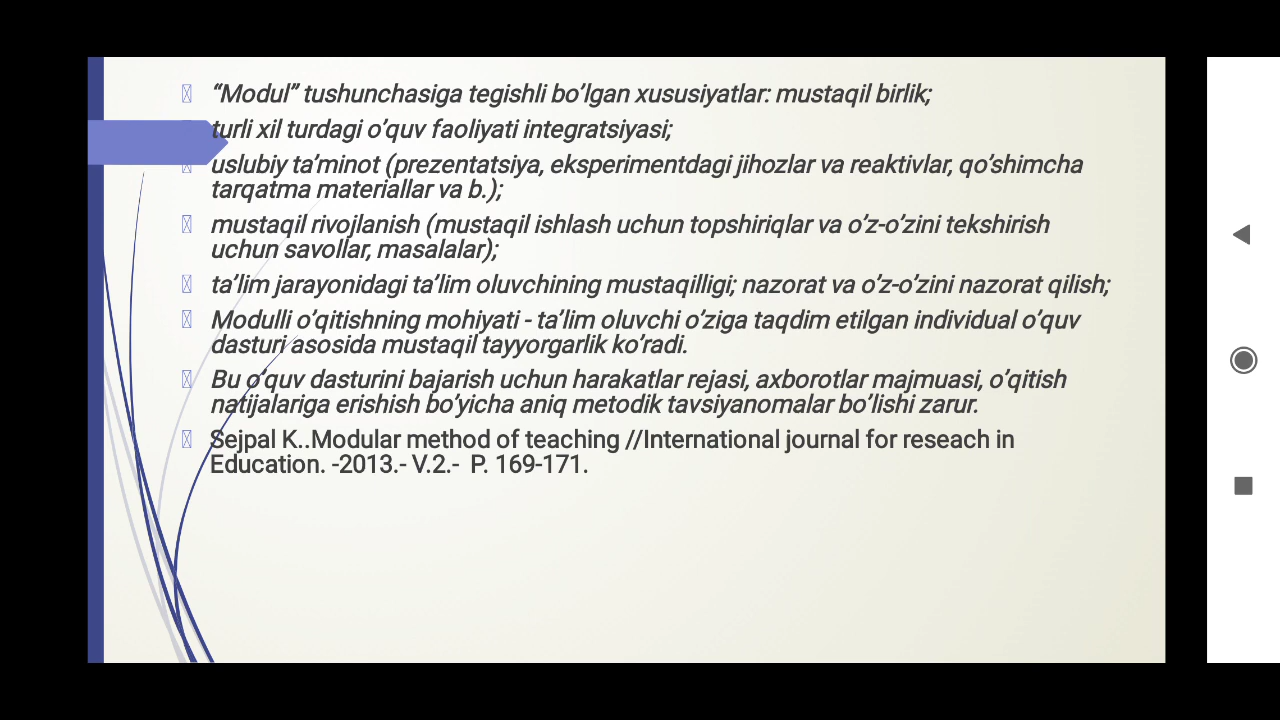 “Modul” tushunchasiga tegishli bo’lgan xususiyatlar: mustaqil birlik;
turli xil turdagi o’quv faoliyati integratsiyasi;
uslubiy ta’minot (prezentatsiya, eksperimentdagi jihozlar va reaktivlar, qo’shimcha
tarqatma materiallar va b.);
mustaqil rivojlanish (mustaqil ishlash uchun topshiriqlar va o’z-o’zini tekshirish
uchun savollar, masalalar);
ta’lim jarayonidagi ta’lim oluvchining mustaqilligi; nazorat va o’z-o’zini nazorat qilish;
Modulli o’qitishning mohiyati - ta’lim oluvchi o’ziga taqdim etilgan individual o’quv
dasturi asosida mustaqil tayyorgarlik ko’radi.
Bu o’quv dasturini bajarish uchun harakatlar rejasi, axborotlar majmuasi, o’qitish
natijalariga erishish bo’yicha aniq metodik tavsiyanomalar bo’lishi zarur.
Sejpal K..Modular method of teaching //International journal for reseach in
Education. -2013.- V.2.-  P. 169-171.